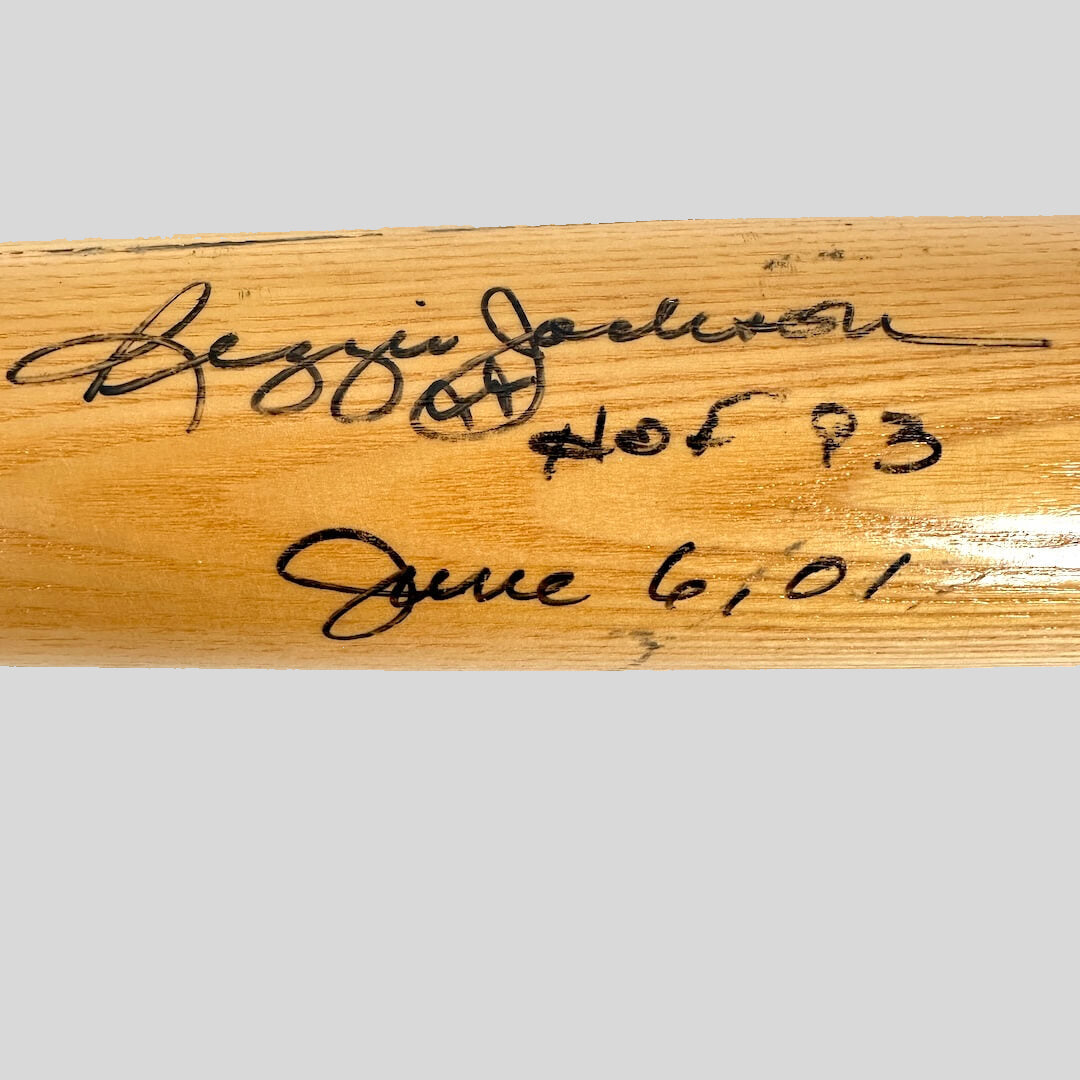 Reggie Jackson
44
HOF 93
June 6, 01